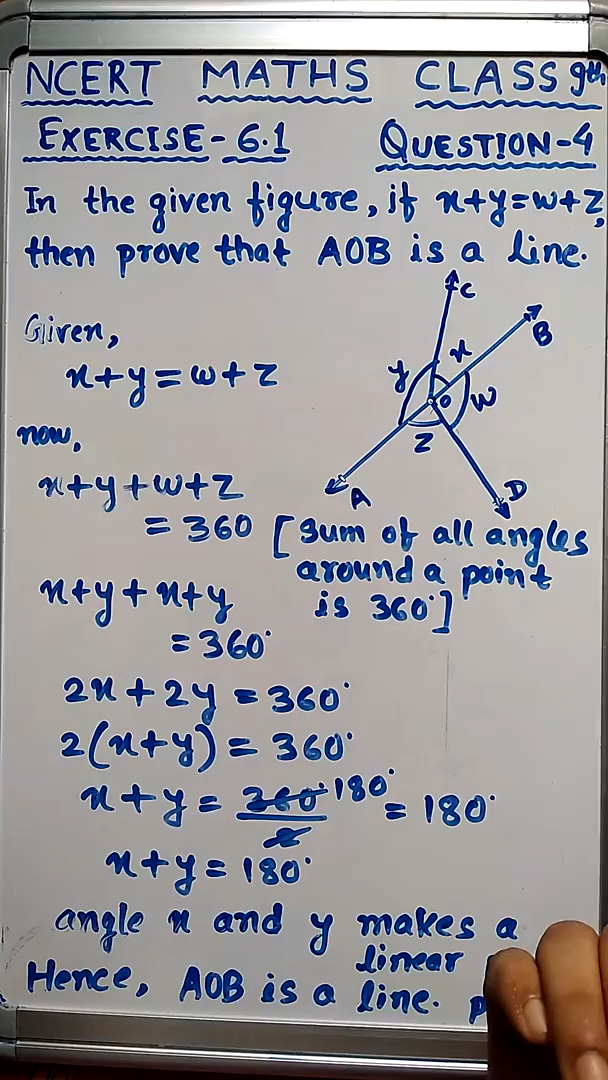 NCERT MATHS CLASS 9th
EXERCISE-6.1 QUESTION-4
In the given figure, if x+y=w+z,
then prove that AOB is a line.
Given,
x+y=w+z
now,
x+y+w+z
= 360 [Sum of all angles
around a point
is 360°]
x+y+x+y
= 360°
2x+2y = 360°
2(x+y) = 360°
x+y = 360°/2 180° = 180°
x+y = 180°
angle x and y makes a
linear
Hence, AOB is a line.
C
B
x
y
O
W
Z
A
D